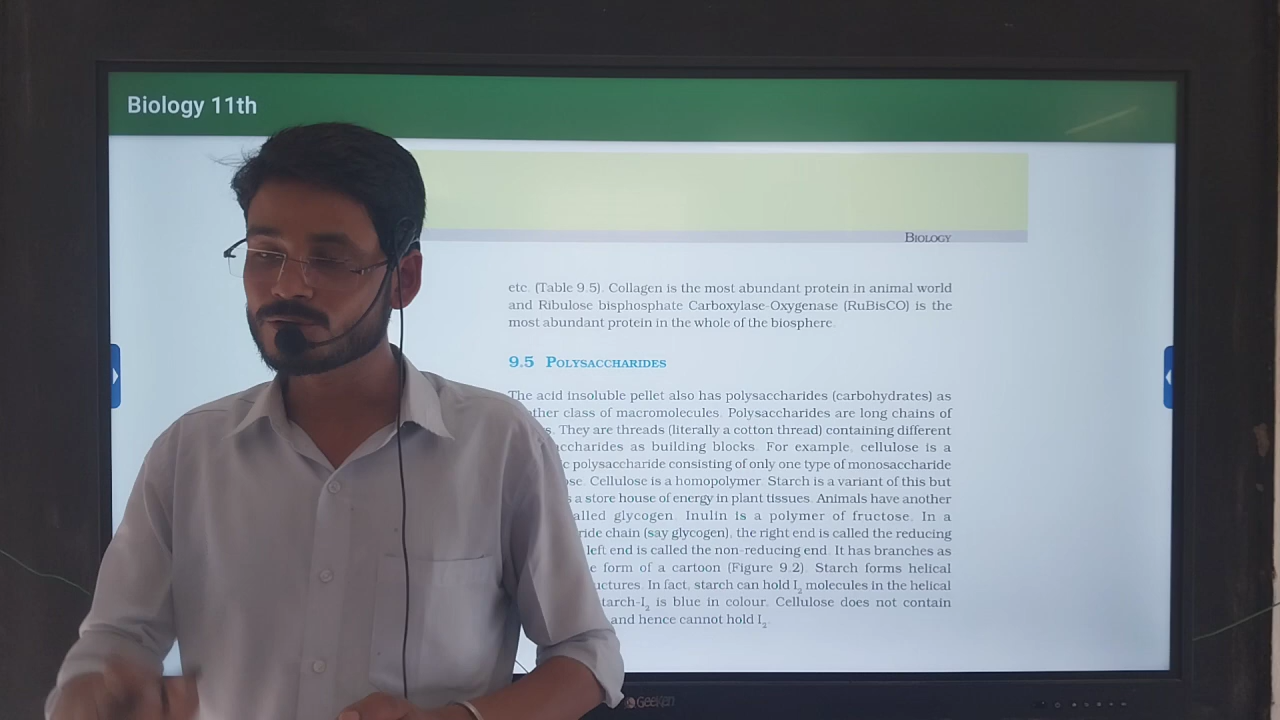 Biology 11th
BIOLOGY
etc. (Table 9.5). Collagen is the most abundant protein in animal world
and Ribulose bisphosphate Carboxylase-Oxygenase (RuBisCO) is the
most abundant protein in the whole of the biosphere.
9.5 POLYSACCHARIDES
The acid insoluble pellet also has polysaccharides (carbohydrates) as
ther class of macromolecules. Polysaccharides are long chains of
s. They are threads (literally a cotton thread) containing different
ccharides as building blocks. For example, cellulose is a
c polysaccharide consisting of only one type of monosaccharide
ose. Cellulose is a homopolymer. Starch is a variant of this but
s a store house of energy in plant tissues. Animals have another
alled glycogen. Inulin is a polymer of fructose. In a
ride chain (say glycogen), the right end is called the reducing
left end is called the non-reducing end. It has branches as
e form of a cartoon (Figure 9.2). Starch forms helical
uctures. In fact, starch can hold I₂ molecules in the helical
tarch-I₂ is blue in colour. Cellulose does not contain
and hence cannot hold I₂.
GeeKen